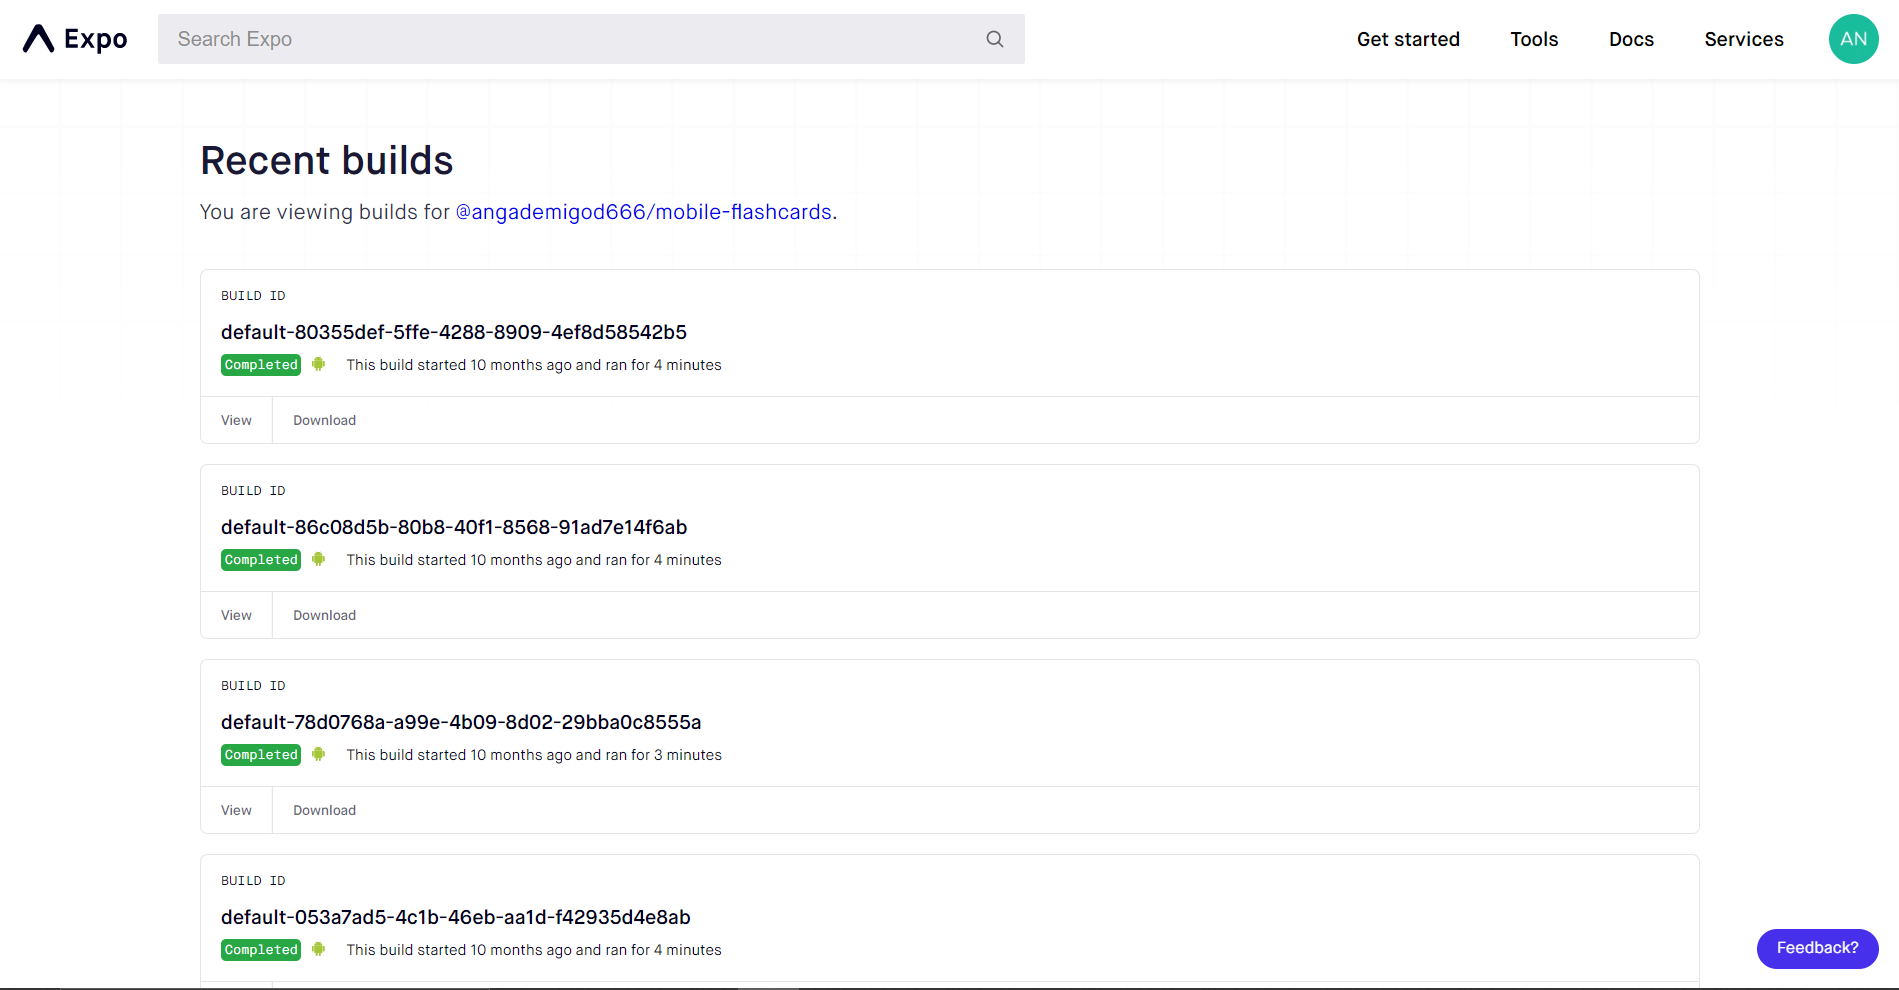 Expo
Search Expo
Get started
Tools
Docs
Services
AN
Recent builds
You are viewing builds for @angademigod666/mobile-flashcards.
BUILD ID
default-80355def-5ffe-4288-8909-4ef8d58542b5
Completed This build started 10 months ago and ran for 4 minutes
View Download
BUILD ID
default-86c08d5b-80b8-40f1-8568-91ad7e14f6ab
Completed This build started 10 months ago and ran for 4 minutes
View Download
BUILD ID
default-78d0768a-a99e-4b09-8d02-29bba0c8555a
Completed This build started 10 months ago and ran for 3 minutes
View Download
BUILD ID
default-053a7ad5-4c1b-46eb-aa1d-f42935d4e8ab
Completed This build started 10 months ago and ran for 4 minutes
Feedback?